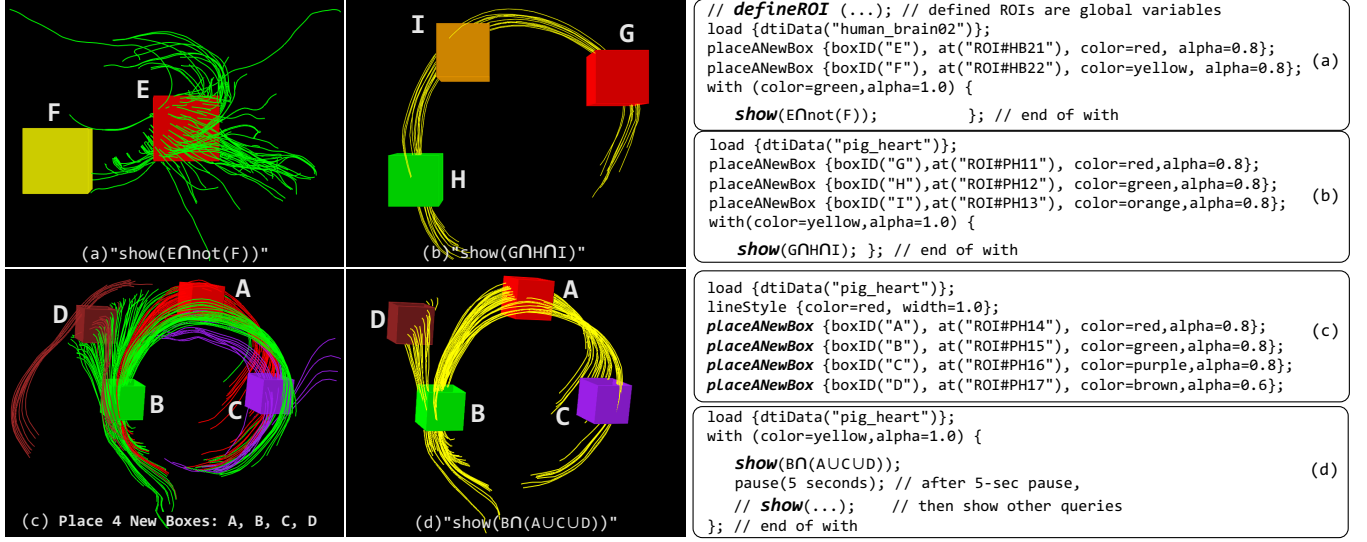 E
F
(a)"show(E⋂not(F))"
I
G
H
(b)"show(G⋂H⋂I)"
// defineROI (...); // defined ROIs are global variables
load {dtiData("human_brain02")};
placeANewBox {boxID("E"), at("ROI#HB21"), color=red, alpha=0.8};
placeANewBox {boxID("F"), at("ROI#HB22"), color=yellow, alpha=0.8};
with (color=green,alpha=1.0) {
show(E⋂not(F)); }; // end of with
(a)
load {dtiData("pig_heart")};
placeANewBox {boxID("G"),at("ROI#PH11"), color=red,alpha=0.8};
placeANewBox {boxID("H"),at("ROI#PH12"), color=green,alpha=0.8};
placeANewBox {boxID("I"),at("ROI#PH13"), color=orange,alpha=0.8};
with(color=yellow,alpha=1.0) {
show(G⋂H⋂I); }; // end of with
(b)
A
D
B
C
(c) Place 4 New Boxes: A, B, C, D
A
D
B
C
(d)"show(B⋂(A∪C∪D))"
load {dtiData("pig_heart")};
lineStyle {color=red, width=1.0};
placeANewBox {boxID("A"), at("ROI#PH14"), color=red,alpha=0.8};
placeANewBox {boxID("B"), at("ROI#PH15"), color=green,alpha=0.8};
placeANewBox {boxID("C"), at("ROI#PH16"), color=purple,alpha=0.8};
placeANewBox {boxID("D"), at("ROI#PH17"), color=brown,alpha=0.6};
(c)
load {dtiData("pig_heart")};
with (color=yellow,alpha=1.0) {
show(B⋂(A∪C∪D));
pause(5 seconds); // after 5-sec pause,
// show(...); // then show other queries
}; // end of with
(d)